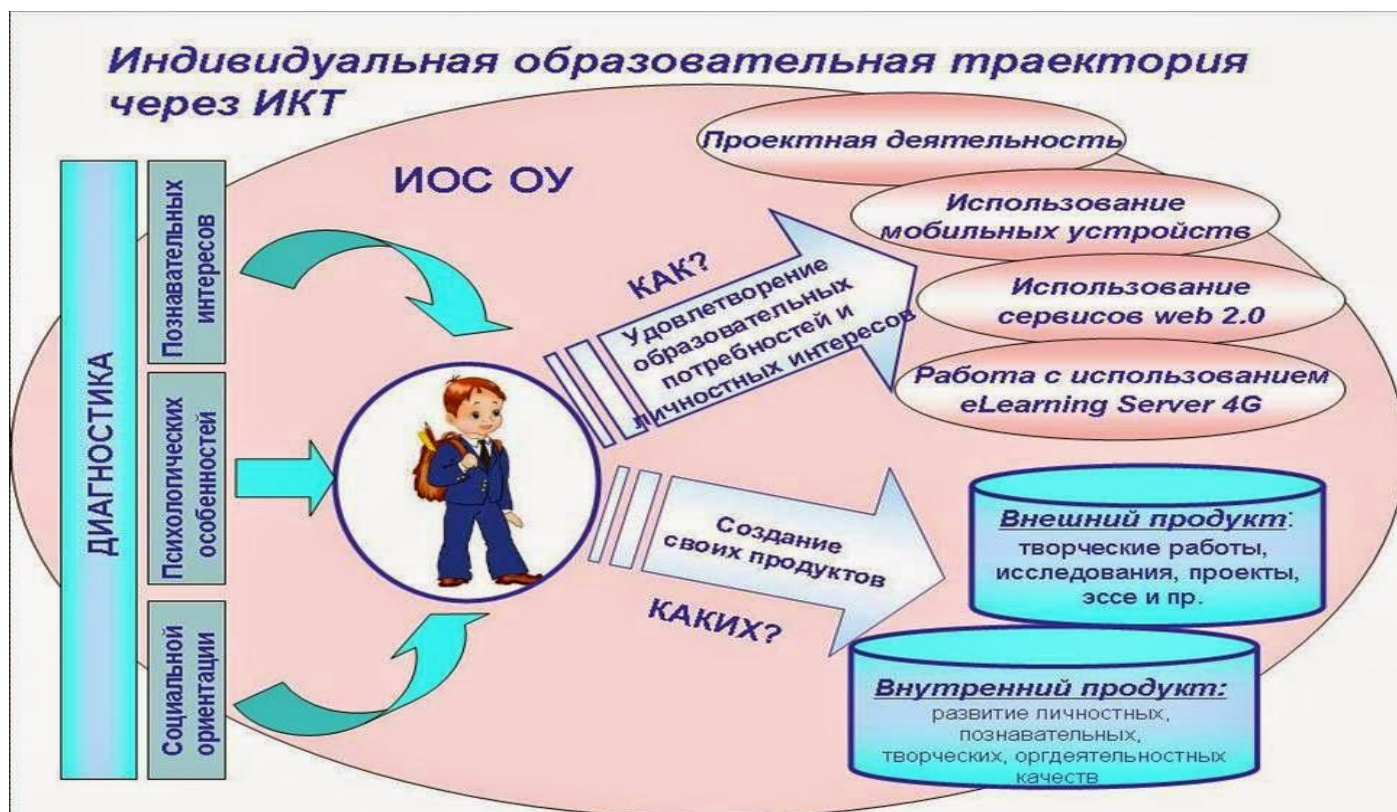 Индивидуальная образовательная траектория
через ИКТ
ИОС ОУ
ДИАГНОСТИКА
Познавательных
интересов
Психологических
особенностей
Социальной
ориентации
КАК?
Удовлетворение
образовательных
потребностей и
личностных интересов
Проектная деятельность
Использование
мобильных устройств
Использование
сервисов web 2.0
Работа с использованием
eLearning Server 4G
Создание
своих продуктов
КАКИХ?
Внешний продукт:
творческие работы,
исследования, проекты,
эссе и пр.
Внутренний продукт:
развитие личностных,
познавательных,
творческих, оргдеятельностных
качеств